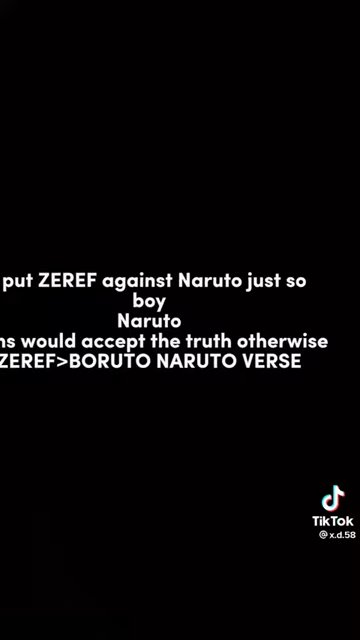 put ZEREF against Naruto just so
boy
Naruto
ns would accept the truth otherwise
ZEREF>BORUTO NARUTO VERSE
TikTok
@ x.d.58